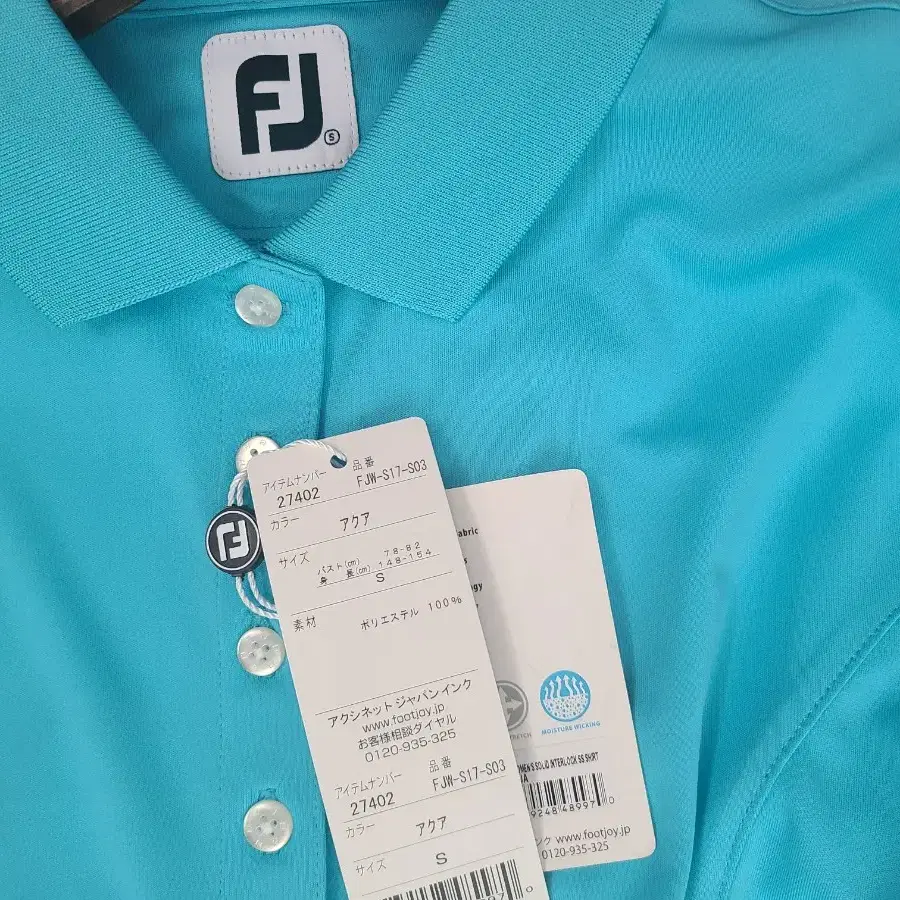 FJ
S
アイテムナンバー 品番
27402 FJW-S17-S03
カラー アクア
サイズ
バスト(cm) 78-82
身 長(cm) 148-154
S
素材 ポリエステル 100%
アクシネット ジャパン インク
www.footjoy.jp
お客様相談ダイヤル
0120-935-325
アイテムナンバー 品番
27402 FJW-S17-S03
カラー アクア
サイズ S
FJ
MOISTURE WICKING
SOLID INTERLOCK SS SHIRT
9248 48997 0
www.footjoy.jp
0120-935-325